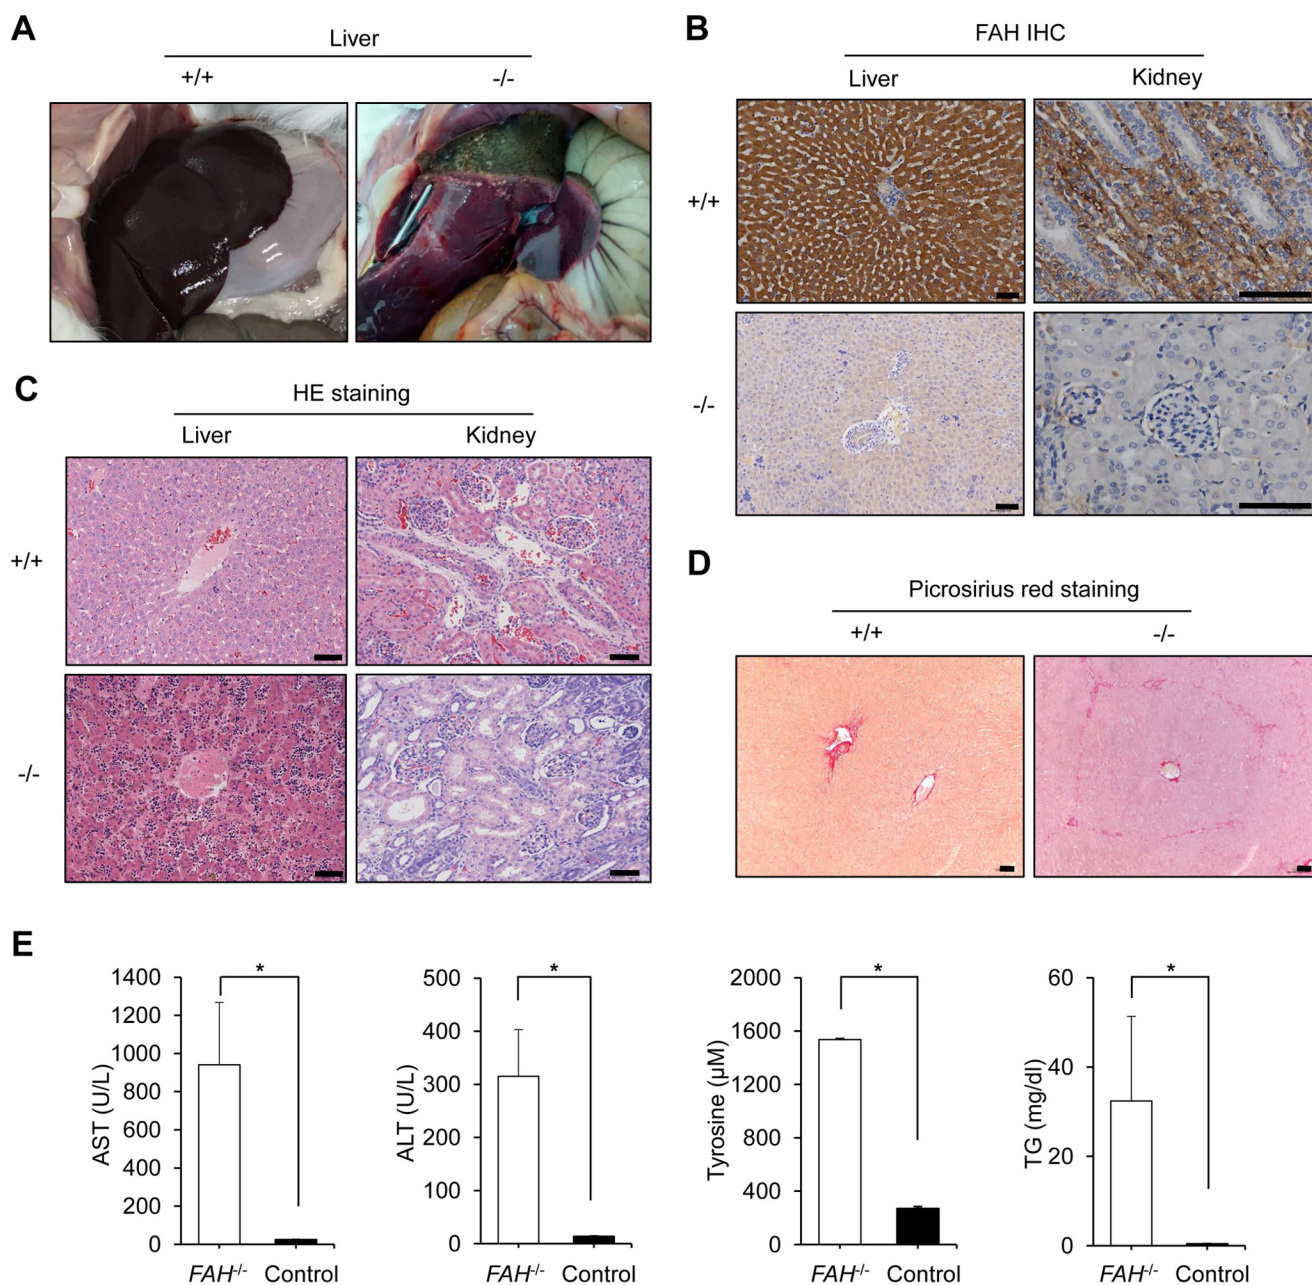 A
Liver
+/+ -/-
B
FAH IHC
Liver Kidney
+/+
-/-
C
HE staining
Liver Kidney
+/+
-/-
D
Picrosirius red staining
+/+ -/-
E
AST (U/L)
1400
1200
1000
800
600
400
200
0
*
FAH-/- Control
ALT (U/L)
500
400
300
200
100
0
*
FAH-/- Control
Tyrosine (µM)
2000
1600
1200
800
400
0
*
FAH-/- Control
TG (mg/dl)
60
40
20
0
*
FAH-/- Control